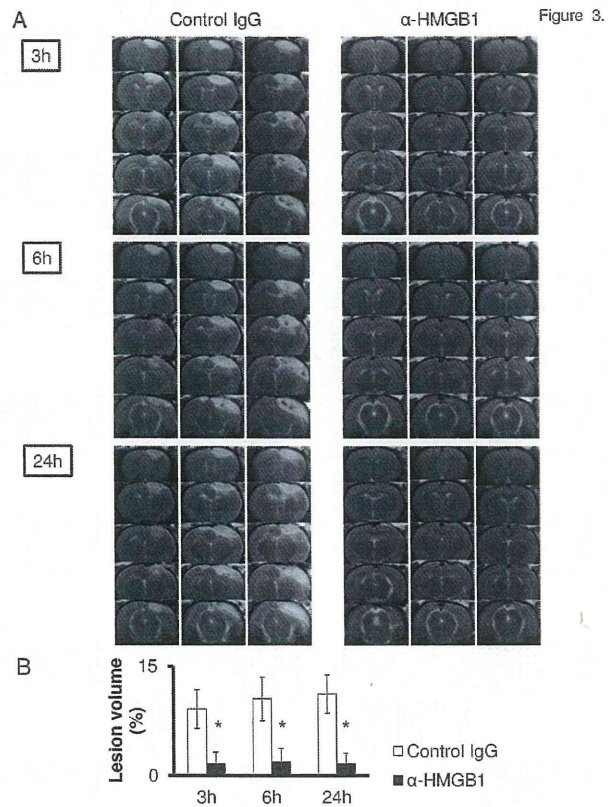 A
Control IgG
α-HMGB1
Figure 3.
3h
6h
24h
B
Lesion volume
(%)
15
0
*
*
*
3h
6h
24h
Control IgG
α-HMGB1